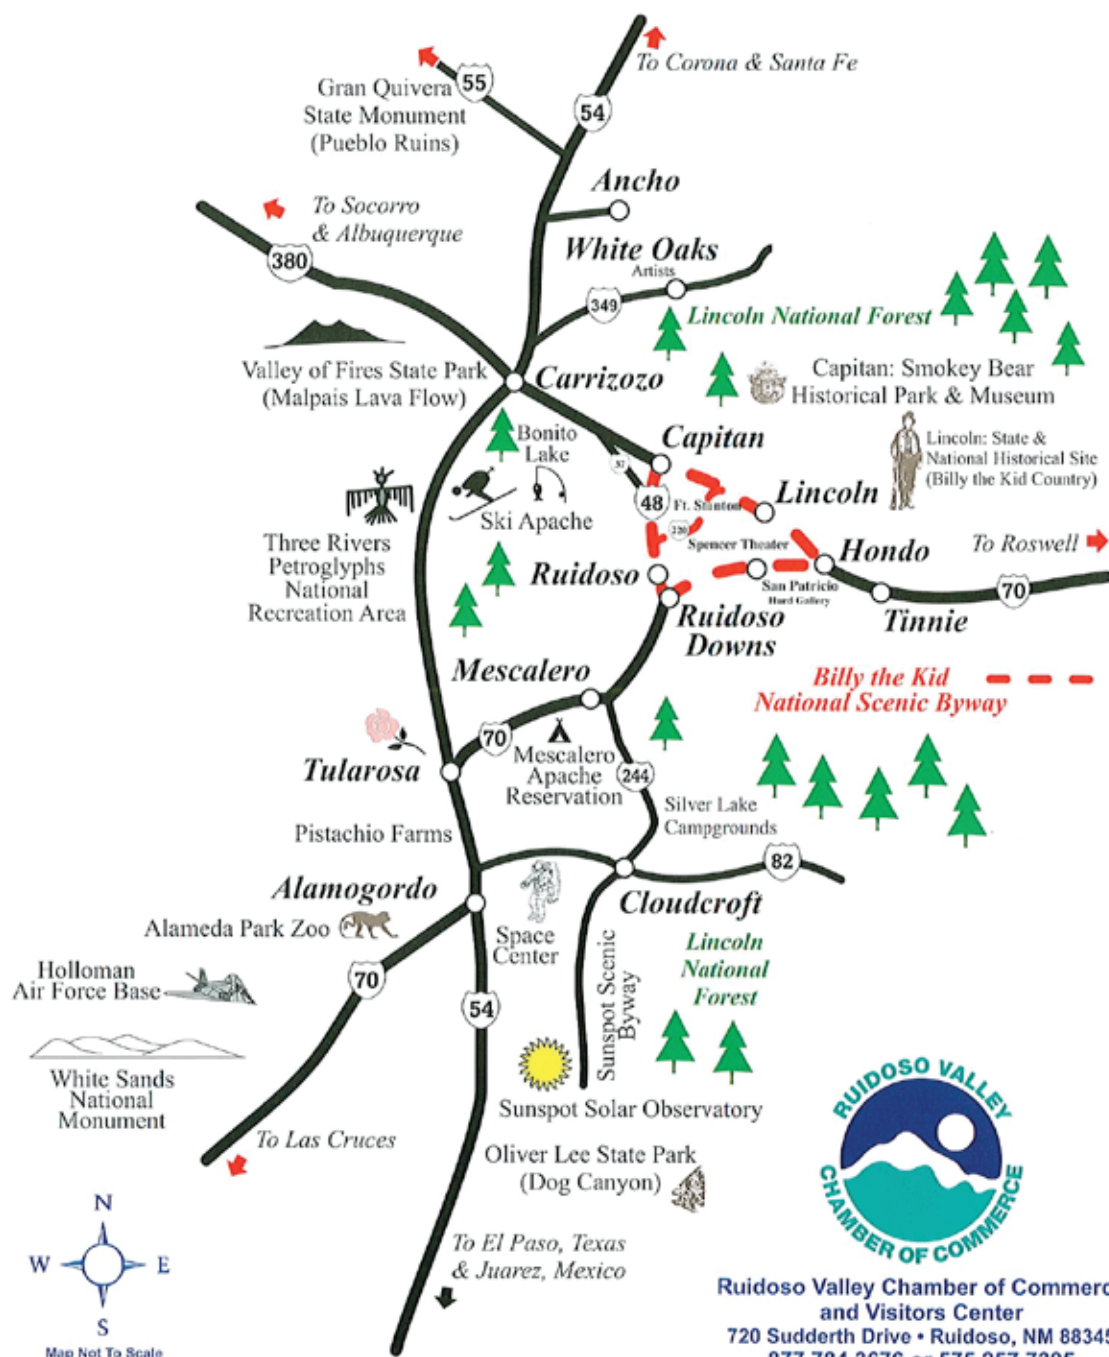 To Corona & Santa Fe
55
Gran Quivera
State Monument
(Pueblo Ruins)
54
Ancho
To Socorro
& Albuquerque
380
White Oaks
Artists
349
Lincoln National Forest
Valley of Fires State Park
(Malpais Lava Flow)
Carrizozo
Capitan: Smokey Bear
Historical Park & Museum
Bonito
Lake
Capitan
Lincoln: State &
National Historical Site
(Billy the Kid Country)
37
48
Ft. Stanton
Lincoln
Ski Apache
220
Spencer Theater
Three Rivers
Petroglyphs
National
Recreation Area
Hondo
To Roswell
Ruidoso
San Patricio
Hurd Gallery
70
Ruidoso
Downs
Tinnie
Mescalero
Billy the Kid
National Scenic Byway
70
Mescalero
Apache
Reservation
244
Tularosa
Silver Lake
Campgrounds
Pistachio Farms
82
Alamogordo
Cloudcroft
Alameda Park Zoo
Space
Center
Sunspot Scenic
Byway
Lincoln
National
Forest
Holloman
Air Force Base
70
54
White Sands
National
Monument
Sunspot Solar Observatory
To Las Cruces
Oliver Lee State Park
(Dog Canyon)
RUIDOSO VALLEY
CHAMBER OF COMMERCE
To El Paso, Texas
& Juarez, Mexico
N
W E
S
Map Not To Scale
Ruidoso Valley Chamber of Commerc
and Visitors Center
720 Sudderth Drive • Ruidoso, NM 88345